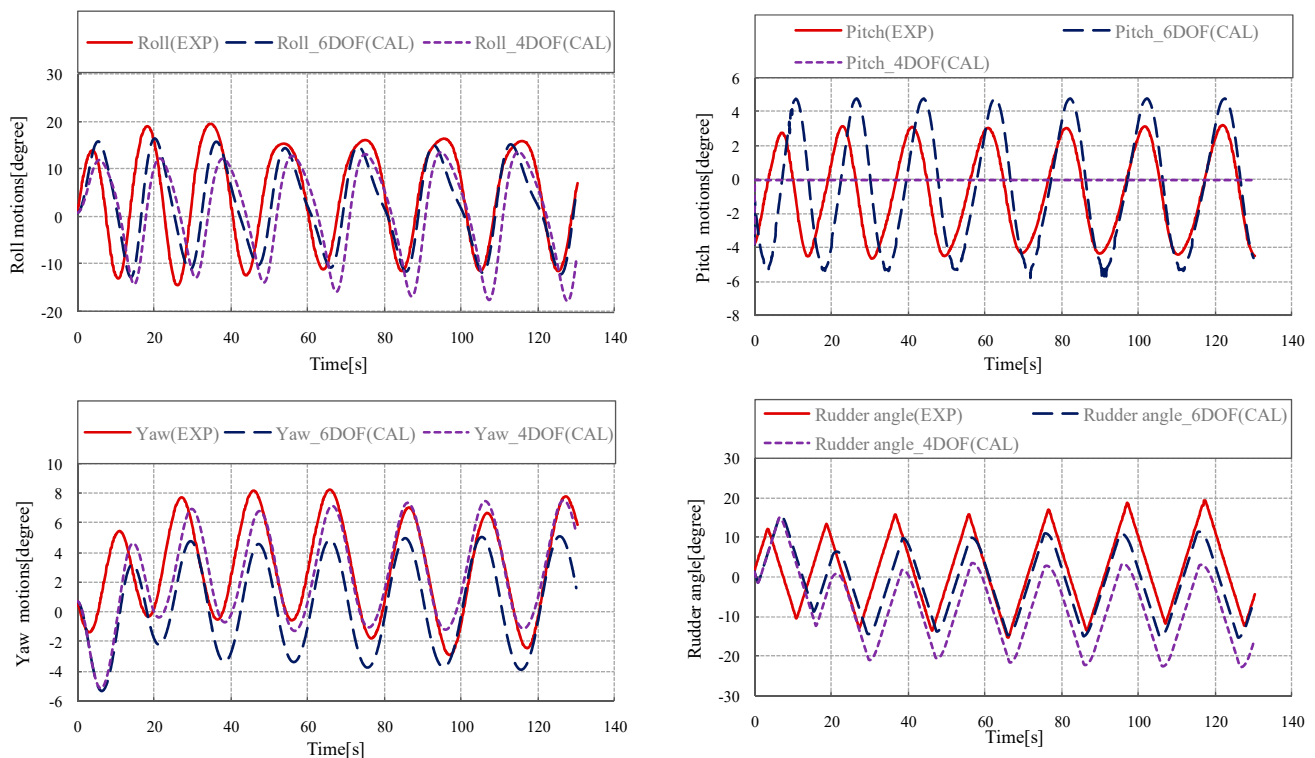 Roll(EXP) Roll_6DOF(CAL) Roll_4DOF(CAL)
Roll motions[degree]
30
20
10
0
-10
-20
0 20 40 60 80 100 120 140
Time[s]
Pitch(EXP) Pitch_6DOF(CAL)
Pitch_4DOF(CAL)
Pitch motions[degree]
6
4
2
0
-2
-4
-6
-8
0 20 40 60 80 100 120 140
Time[s]
Yaw(EXP) Yaw_6DOF(CAL) Yaw_4DOF(CAL)
Yaw motions[degree]
10
8
6
4
2
0
-2
-4
-6
0 20 40 60 80 100 120 140
Time[s]
Rudder angle(EXP) Rudder angle_6DOF(CAL)
Rudder angle_4DOF(CAL)
Rudder angle[degree]
30
20
10
0
-10
-20
-30
0 20 40 60 80 100 120 140
Time[s]